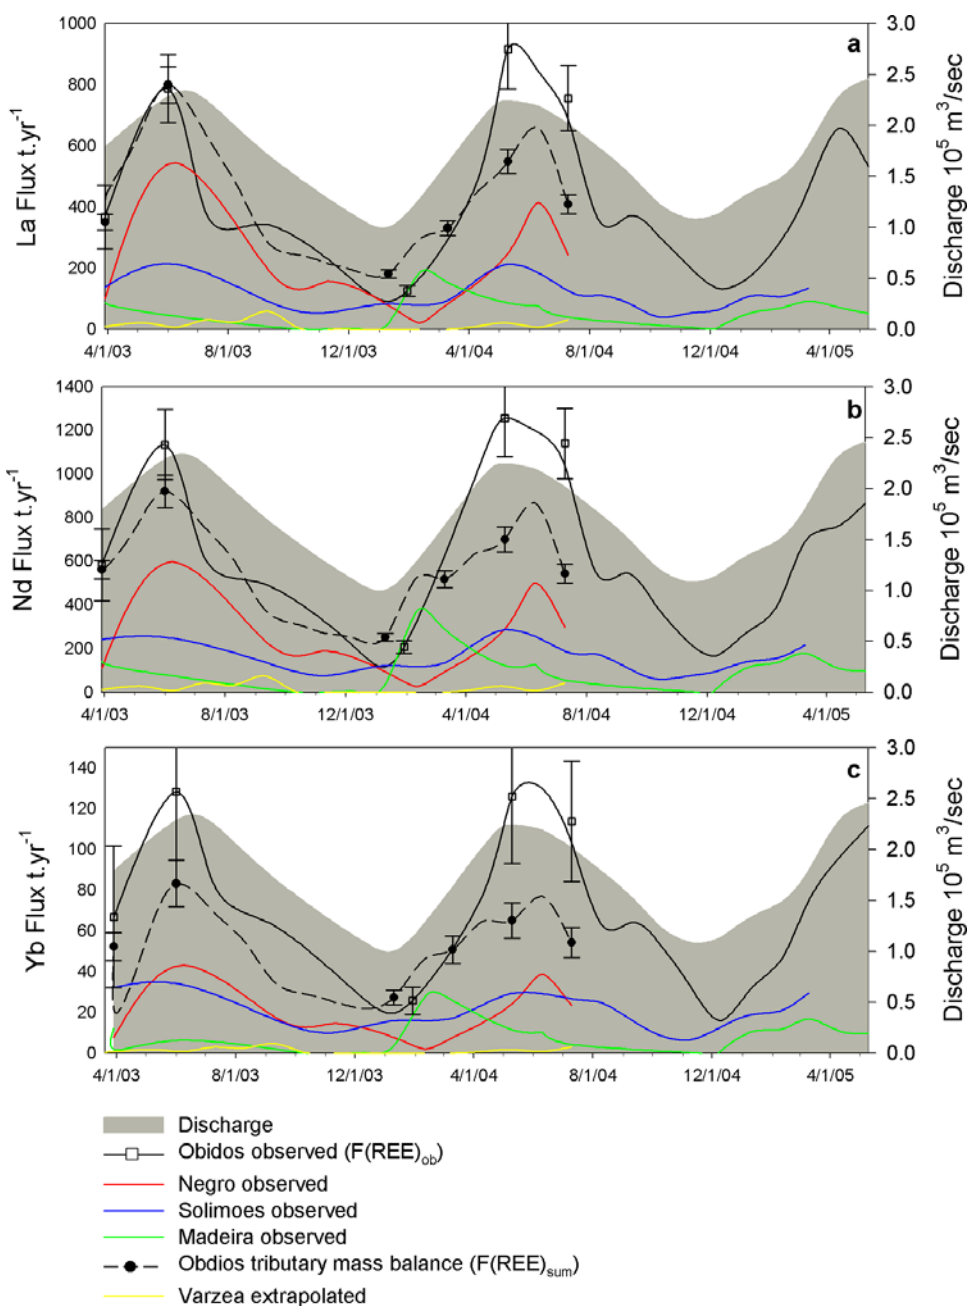 a
La Flux t.yr-1
1000
800
600
400
200
0
3.0
2.5
2.0
1.5
1.0
0.5
0.0
Discharge 10^5 m^3/sec
4/1/03 8/1/03 12/1/03 4/1/04 8/1/04 12/1/04 4/1/05
b
Nd Flux t.yr-1
1400
1200
1000
800
600
400
200
0
3.0
2.5
2.0
1.5
1.0
0.5
0.0
Discharge 10^5 m^3/sec
4/1/03 8/1/03 12/1/03 4/1/04 8/1/04 12/1/04 4/1/05
c
Yb Flux t.yr-1
140
120
100
80
60
40
20
0
3.0
2.5
2.0
1.5
1.0
0.5
0.0
Discharge 10^5 m^3/sec
4/1/03 8/1/03 12/1/03 4/1/04 8/1/04 12/1/04 4/1/05
Discharge
Obidos observed (F(REE)ob)
Negro observed
Solimoes observed
Madeira observed
Obdios tributary mass balance (F(REE)sum)
Varzea extrapolated